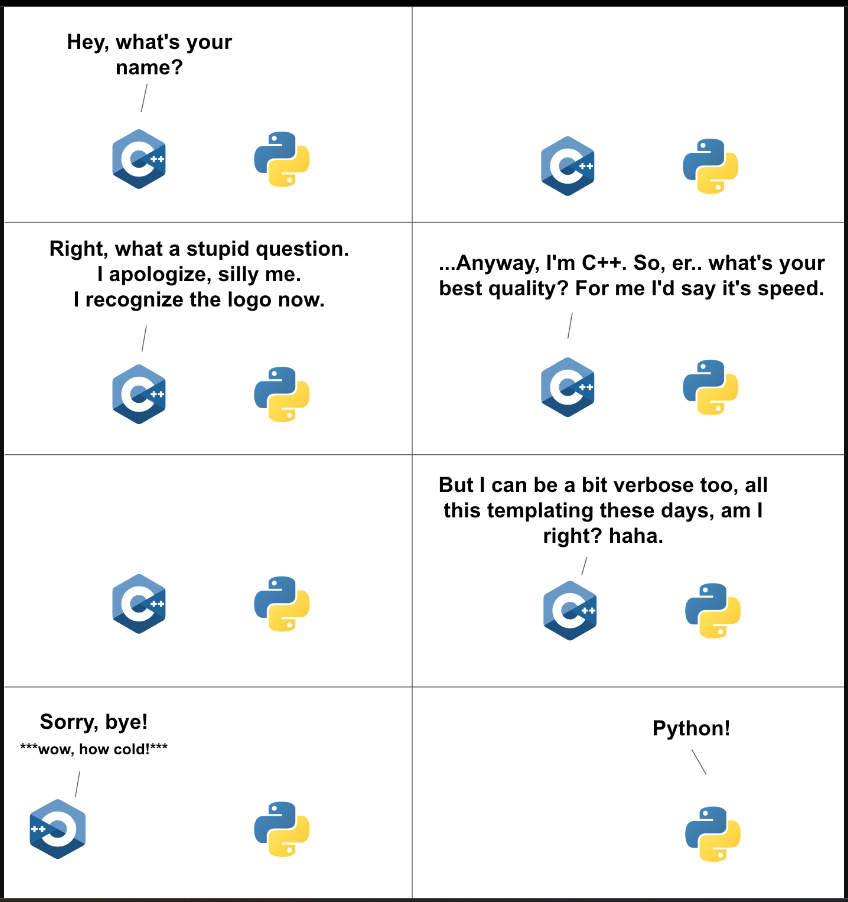 Hey, what's your
name?
Right, what a stupid question.
I apologize, silly me.
I recognize the logo now.
...Anyway, I'm C++. So, er.. what's your
best quality? For me I'd say it's speed.
But I can be a bit verbose too, all
this templating these days, am I
right? haha.
Sorry, bye!
***wow, how cold!***
Python!